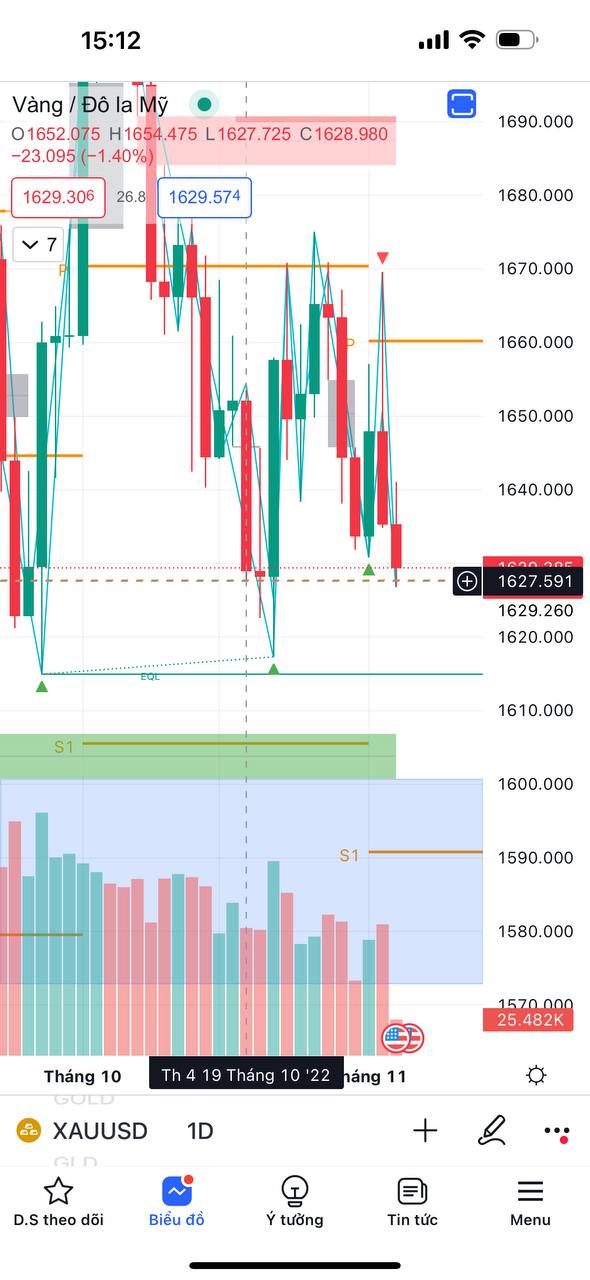 15:12
Vàng / Đô la Mỹ
O1652.075 H1654.475 L1627.725 C1628.980
−23.095 (−1.40%)
1629.306 26.8 1629.574
7
P
P
EQL
S1
S1
1690.000
1680.000
1670.000
1660.000
1650.000
1640.000
1627.591
1629.260
1620.000
1610.000
1600.000
1590.000
1580.000
1570.000
25.482K
Tháng 10 Th 4 19 Tháng 10 '22 háng 11
GOLD
XAUUSD 1D
GLD
D.S theo dõi Biểu đồ Ý tưởng Tin tức Menu